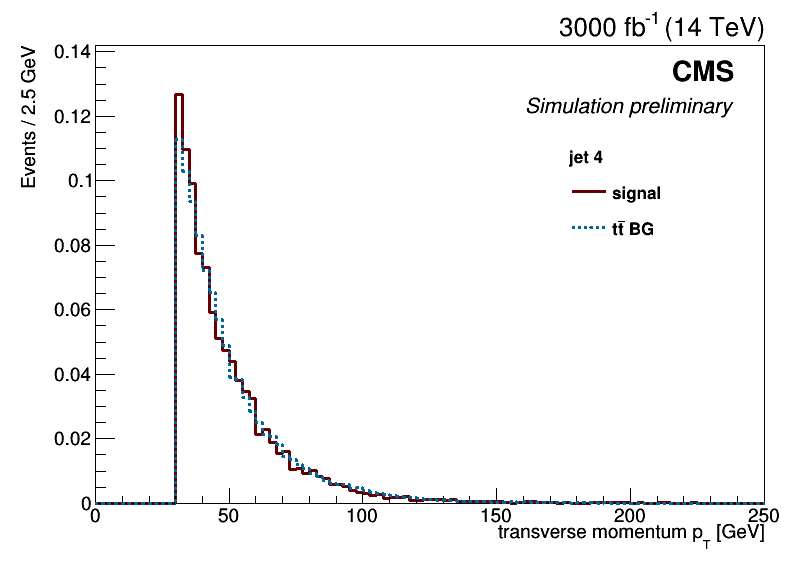 3000 fb⁻¹ (14 TeV)
Events / 2.5 GeV
0.14
0.12
0.1
0.08
0.06
0.04
0.02
0
CMS
Simulation preliminary
jet 4
signal
tt̄ BG
0 50 100 150 200 250
transverse momentum p_T [GeV]